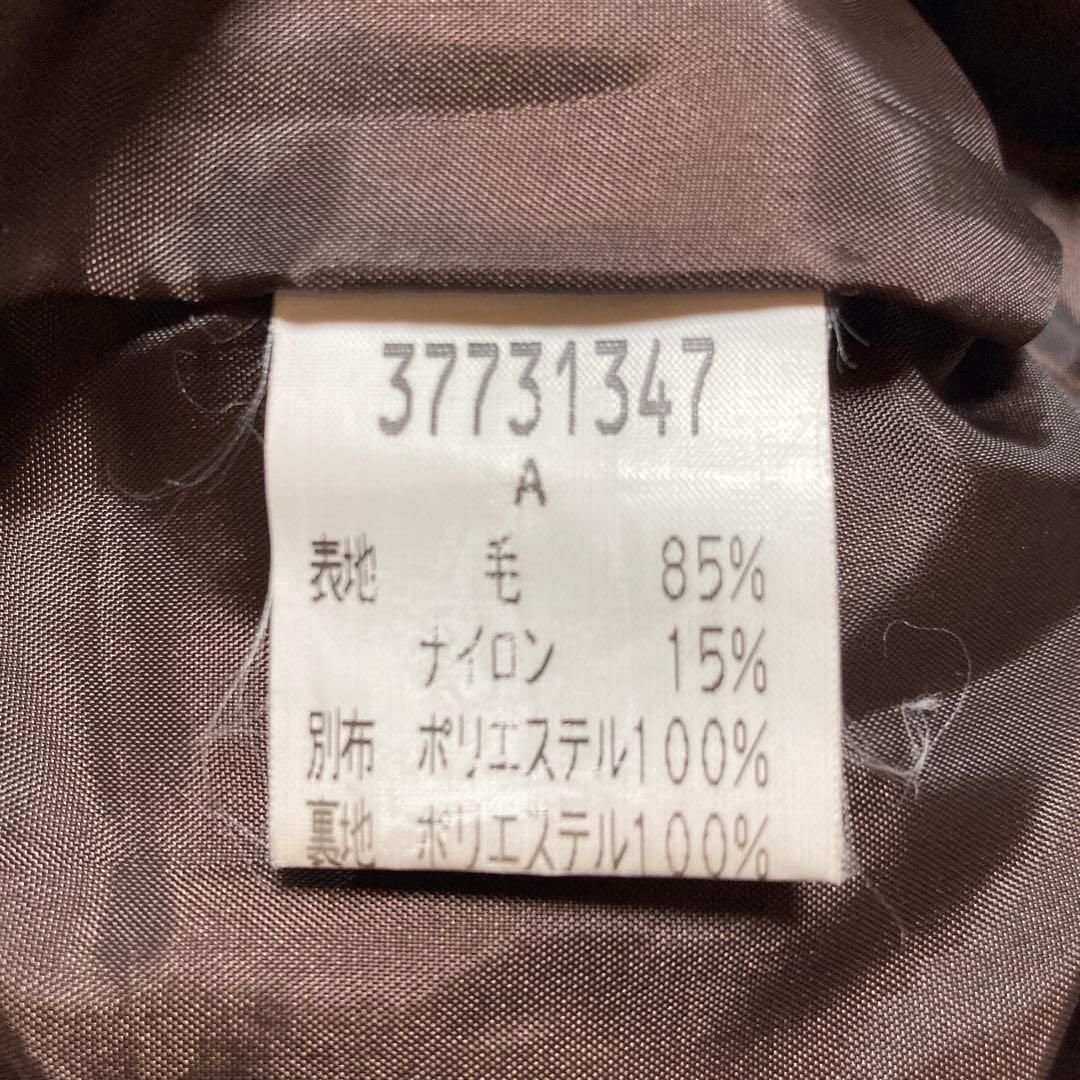 37731347
A
表地 毛 85%
ナイロン 15%
別布 ポリエステル100%
裏地 ポリエステル100%